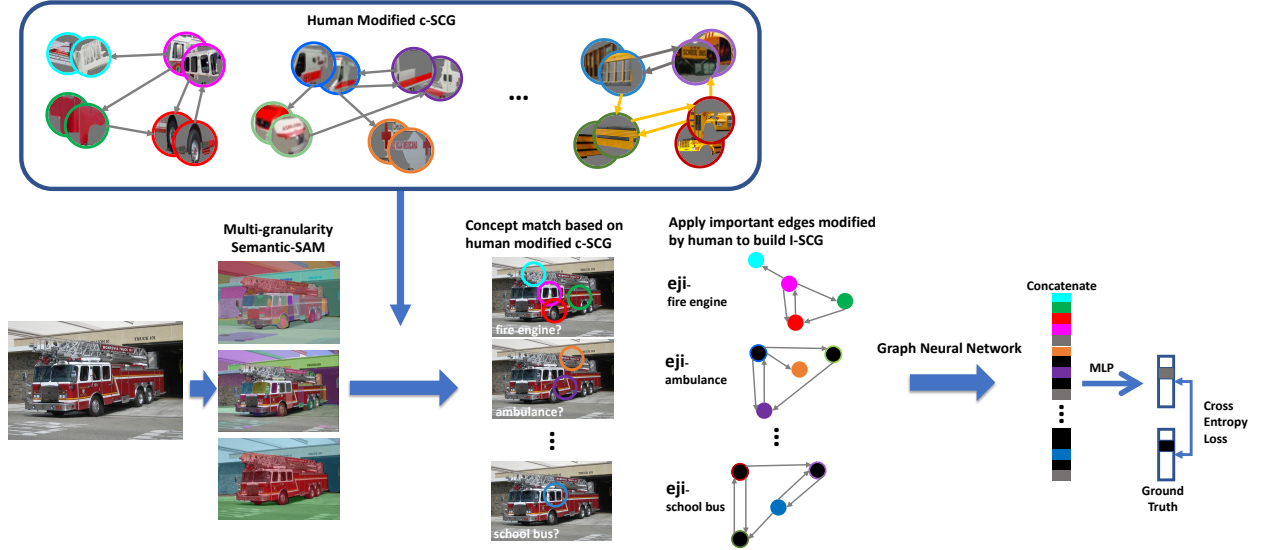 Human Modified c-SCG
SCHOOL BUS
...
Multi-granularity
Semantic-SAM
Concept match based on
human modified c-SCG
Apply important edges modified
by human to build I-SCG
fire engine?
ambulance?
school bus?
eji-
fire engine
eji-
ambulance
eji-
school bus
Graph Neural Network
Concatenate
MLP
Cross
Entropy
Loss
Ground
Truth